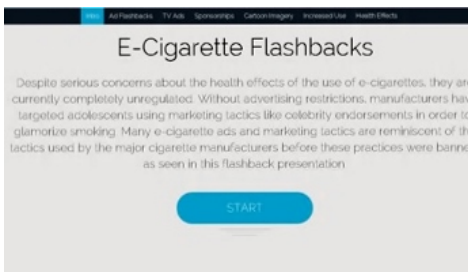 Intro Ad Flashbacks TV Ads Sponsorships Cartoon Imagery Increased Use Health Effects
E-Cigarette Flashbacks
Despite serious concerns about the health effects of the use of e-cigarettes, they are
currently completely unregulated. Without advertising restrictions, manufacturers hav
targeted adolescents using marketing tactics like celebrity endorsements in order to
glamorize smoking. Many e-cigarette ads and marketing tactics are reminiscent of th
tactics used by the major cigarette manufacturers before these practices were banne
as seen in this flashback presentation
START